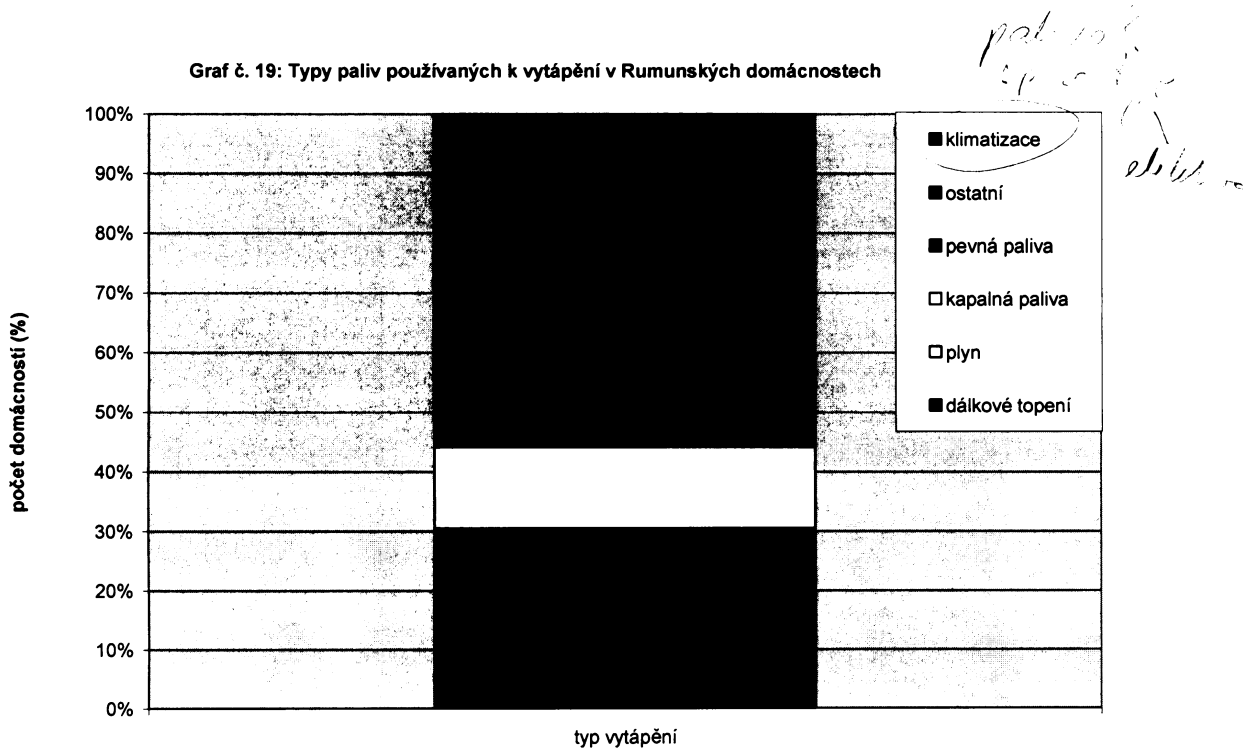 Graf č. 19: Typy paliv používaných k vytápění v Rumunských domácnostech
100%
90%
80%
70%
60%
50%
40%
30%
20%
10%
0%
počet domácností (%)
typ vytápění
klimatizace
ostatní
pevná paliva
kapalná paliva
plyn
dálkové topení